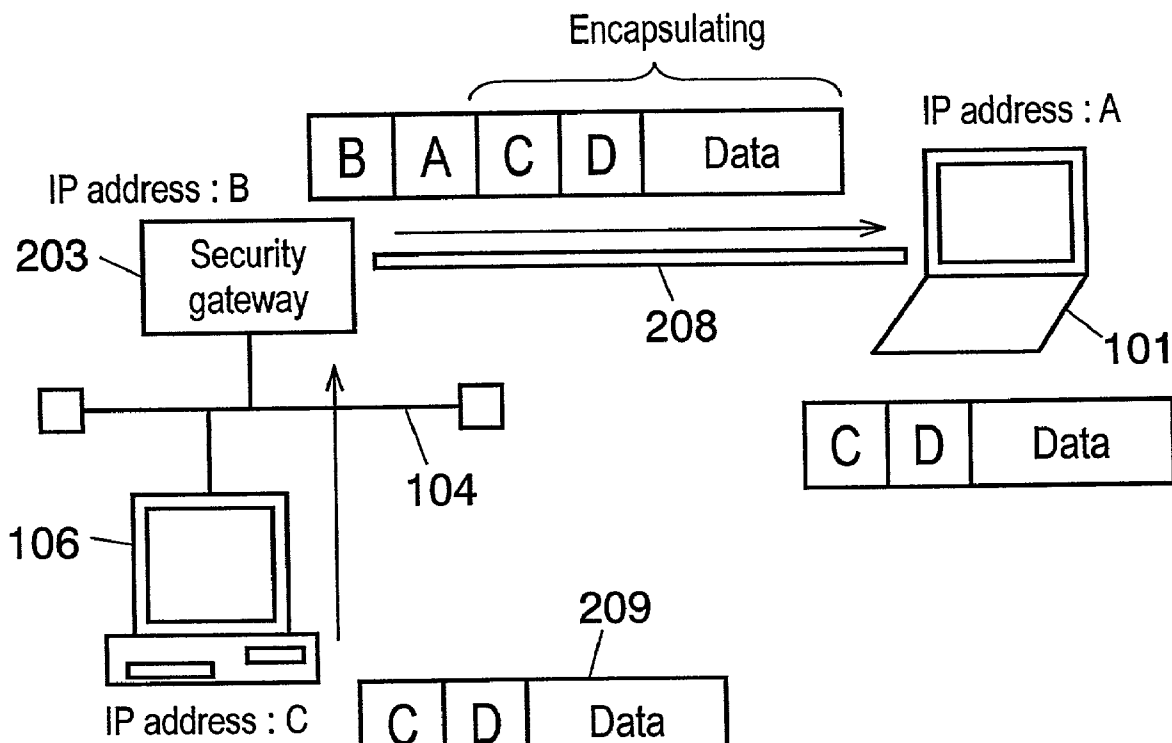 Encapsulating
IP address : A
B A C D Data
IP address : B
203
Security
gateway
208
101
C D Data
104
106
209
C D Data
IP address : C